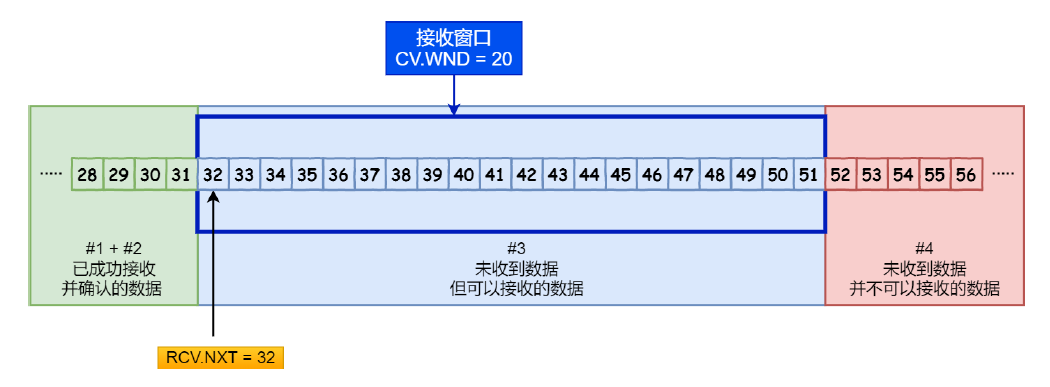 接收窗口
CV.WND = 20
..... 28 29 30 31 32 33 34 35 36 37 38 39 40 41 42 43 44 45 46 47 48 49 50 51 52 53 54 55 56 .....
#1 + #2
已成功接收
并确认的数据
#3
未收到数据
但可以接收的数据
#4
未收到数据
并不可以接收的数据
RCV.NXT = 32